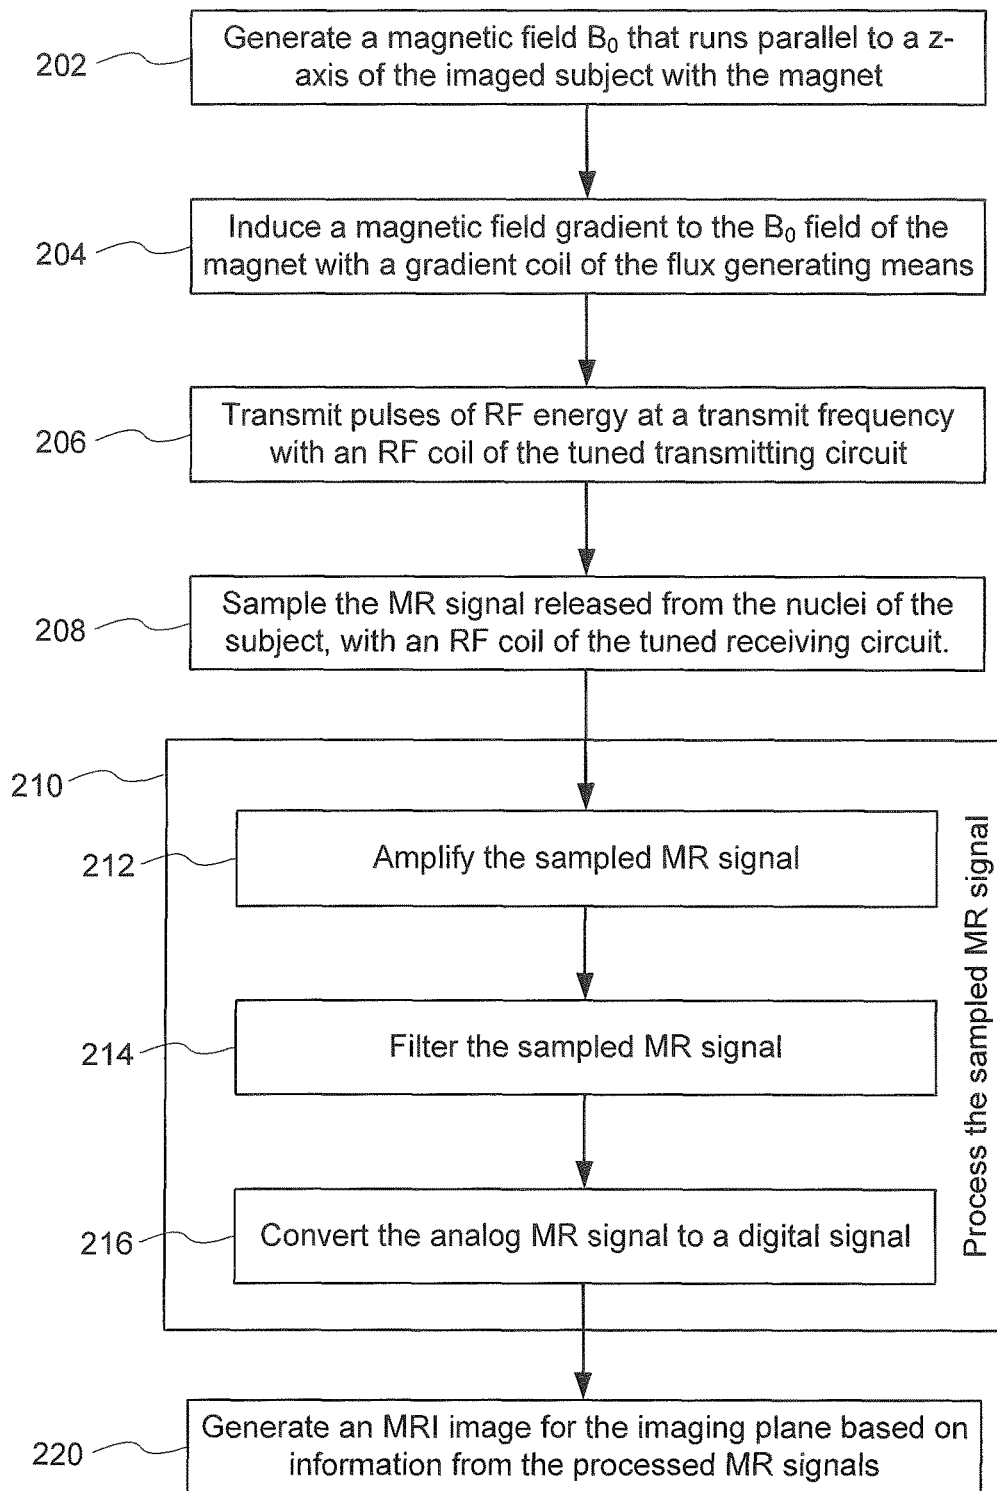 202
Generate a magnetic field B₀ that runs parallel to a z-
axis of the imaged subject with the magnet
204
Induce a magnetic field gradient to the B₀ field of the
magnet with a gradient coil of the flux generating means
206
Transmit pulses of RF energy at a transmit frequency
with an RF coil of the tuned transmitting circuit
208
Sample the MR signal released from the nuclei of the
subject, with an RF coil of the tuned receiving circuit.
210
Process the sampled MR signal
212
Amplify the sampled MR signal
214
Filter the sampled MR signal
216
Convert the analog MR signal to a digital signal
220
Generate an MRI image for the imaging plane based on
information from the processed MR signals